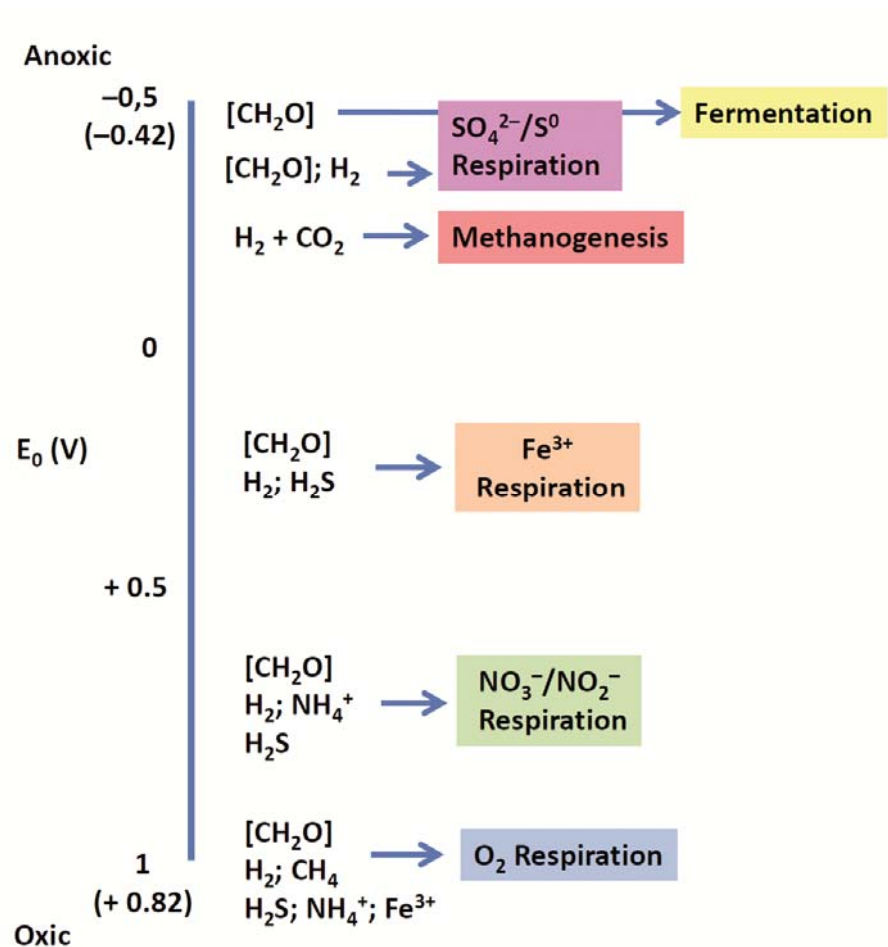 Anoxic
–0,5
(–0.42)
[CH₂O]
SO₄²⁻/S⁰
Respiration
Fermentation
[CH₂O]; H₂
H₂ + CO₂
Methanogenesis
0
E₀ (V)
[CH₂O]
H₂; H₂S
Fe³⁺
Respiration
+ 0.5
[CH₂O]
H₂; NH₄⁺
H₂S
NO₃⁻/NO₂⁻
Respiration
1
(+ 0.82)
[CH₂O]
H₂; CH₄
H₂S; NH₄⁺; Fe³⁺
O₂ Respiration
Oxic